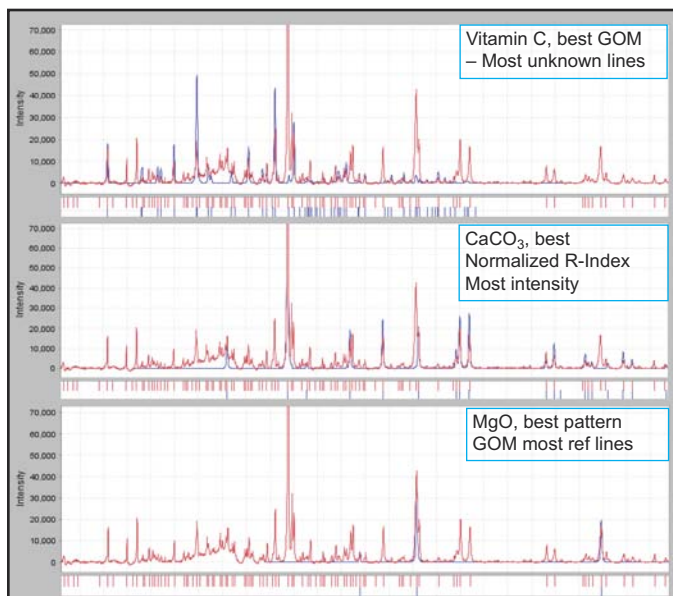 70,000
60,000
50,000
40,000
30,000
20,000
10,000
0
Intensity
Vitamin C, best GOM
– Most unknown lines
70,000
60,000
50,000
40,000
30,000
20,000
10,000
0
Intensity
CaCO₃, best
Normalized R-Index
Most intensity
70,000
60,000
50,000
40,000
30,000
20,000
10,000
0
Intensity
MgO, best pattern
GOM most ref lines